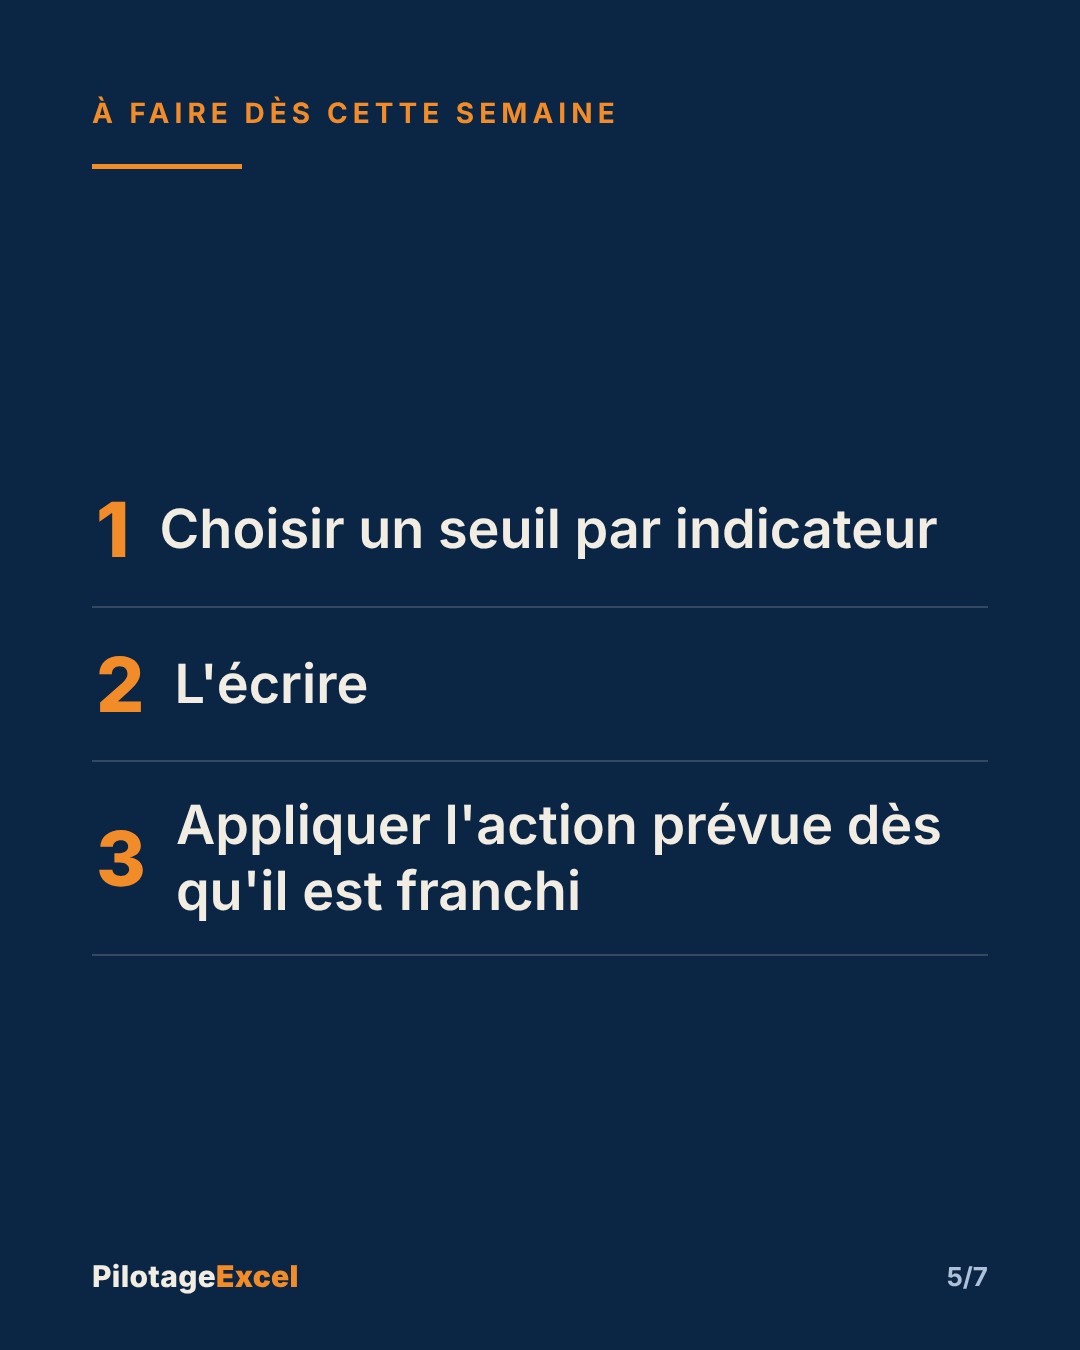 À FAIRE DÈS CETTE SEMAINE
1 Choisir un seuil par indicateur
2 L'écrire
3 Appliquer l'action prévue dès
qu'il est franchi
PilotageExcel
5/7